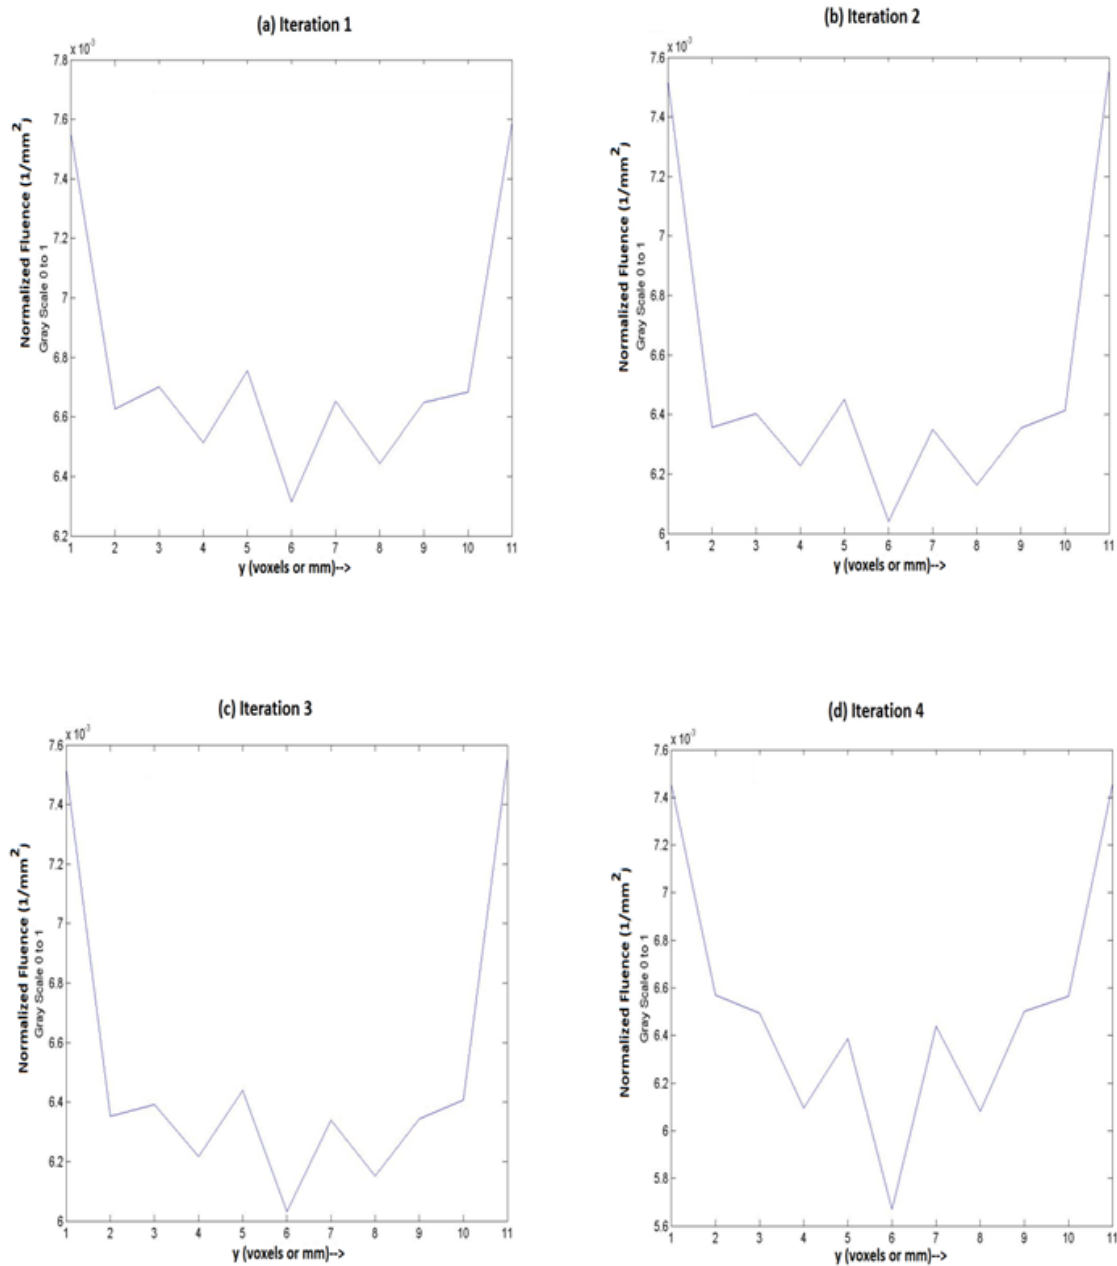 (a) Iteration 1
x 10-3
7.8
7.6
7.4
7.2
7
6.8
6.6
6.4
6.2
Normalized Fluence (1/mm2)
Gray Scale 0 to 1
1 2 3 4 5 6 7 8 9 10 11
y (voxels or mm)-->
(b) Iteration 2
x 10-3
7.6
7.4
7.2
7
6.8
6.6
6.4
6.2
6
Normalized Fluence (1/mm2)
Gray Scale 0 to 1
1 2 3 4 5 6 7 8 9 10 11
y (voxels or mm)-->
(c) Iteration 3
x 10-3
7.6
7.4
7.2
7
6.8
6.6
6.4
6.2
6
Normalized Fluence (1/mm2)
Gray Scale 0 to 1
1 2 3 4 5 6 7 8 9 10 11
y (voxels or mm)-->
(d) Iteration 4
x 10-3
7.6
7.4
7.2
7
6.8
6.6
6.4
6.2
6
5.8
5.6
Normalized Fluence (1/mm2)
Gray Scale 0 to 1
1 2 3 4 5 6 7 8 9 10 11
y (voxels or mm)-->